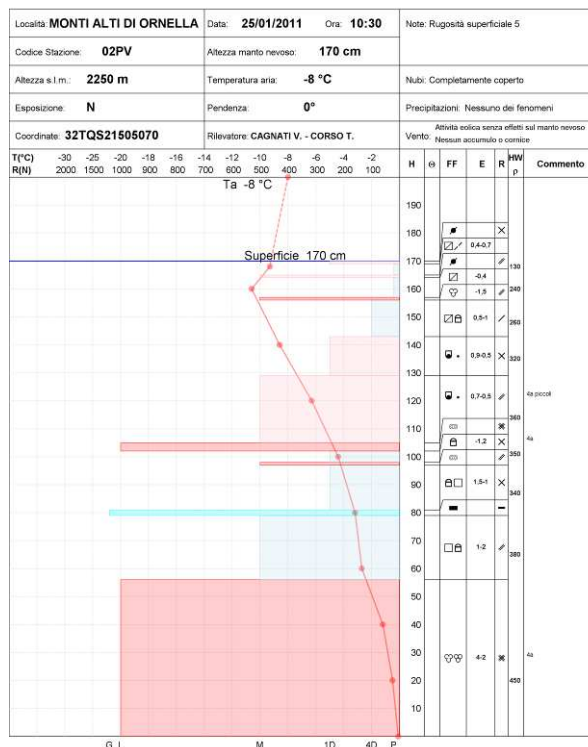 Località: MONTI ALTI DI ORNELLA Data: 25/01/2011 Ora: 10:30 Note: Rugosità superficiale 5
Codice Stazione: 02PV Altezza manto nevoso: 170 cm
Altezza s.l.m.: 2250 m Temperatura aria: -8 °C Nubi: Completamente coperto
Esposizione: N Pendenza: 0° Precipitazioni: Nessuno dei fenomeni
Coordinate: 32TQS21505070 Rilevatore: CAGNATI V. - CORSO T. Vento: Attività eolica senza effetti sul manto nevoso
Nessun accumulo o cornice
T(°C) -30 -28 -20 -18 -16 -14 -12 -10 -8 -6 -4 -2 H Θ FF E R HW Commento
R(N) 2000 1500 1000 900 800 700 600 500 400 300 200 100 ρ
Ta -8 °C
190
180
0,4-0,7
Superficie 170 cm
170
130
-0,4
160
-1,5
240
150
0,5-1
260
140
0,9-0,5
320
130
120
0,7-0,5
4a piccoli
110
360
-1,2
4a
100
350
90
1,5-1
340
80
70
1-2
380
60
50
40
30
4-2
4a
20
450
10
G I M 1D 4D P